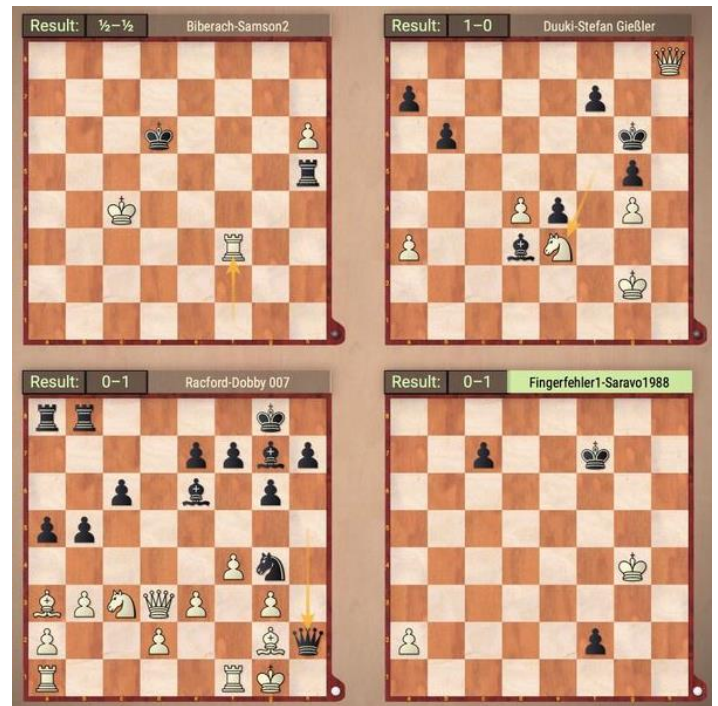 Result: ½–½ Biberach-Samson2
Result: 1–0 Duuki-Stefan Gießler
Result: 0–1 Racford-Dobby 007
Result: 0–1 Fingerfehler1-Saravo1988